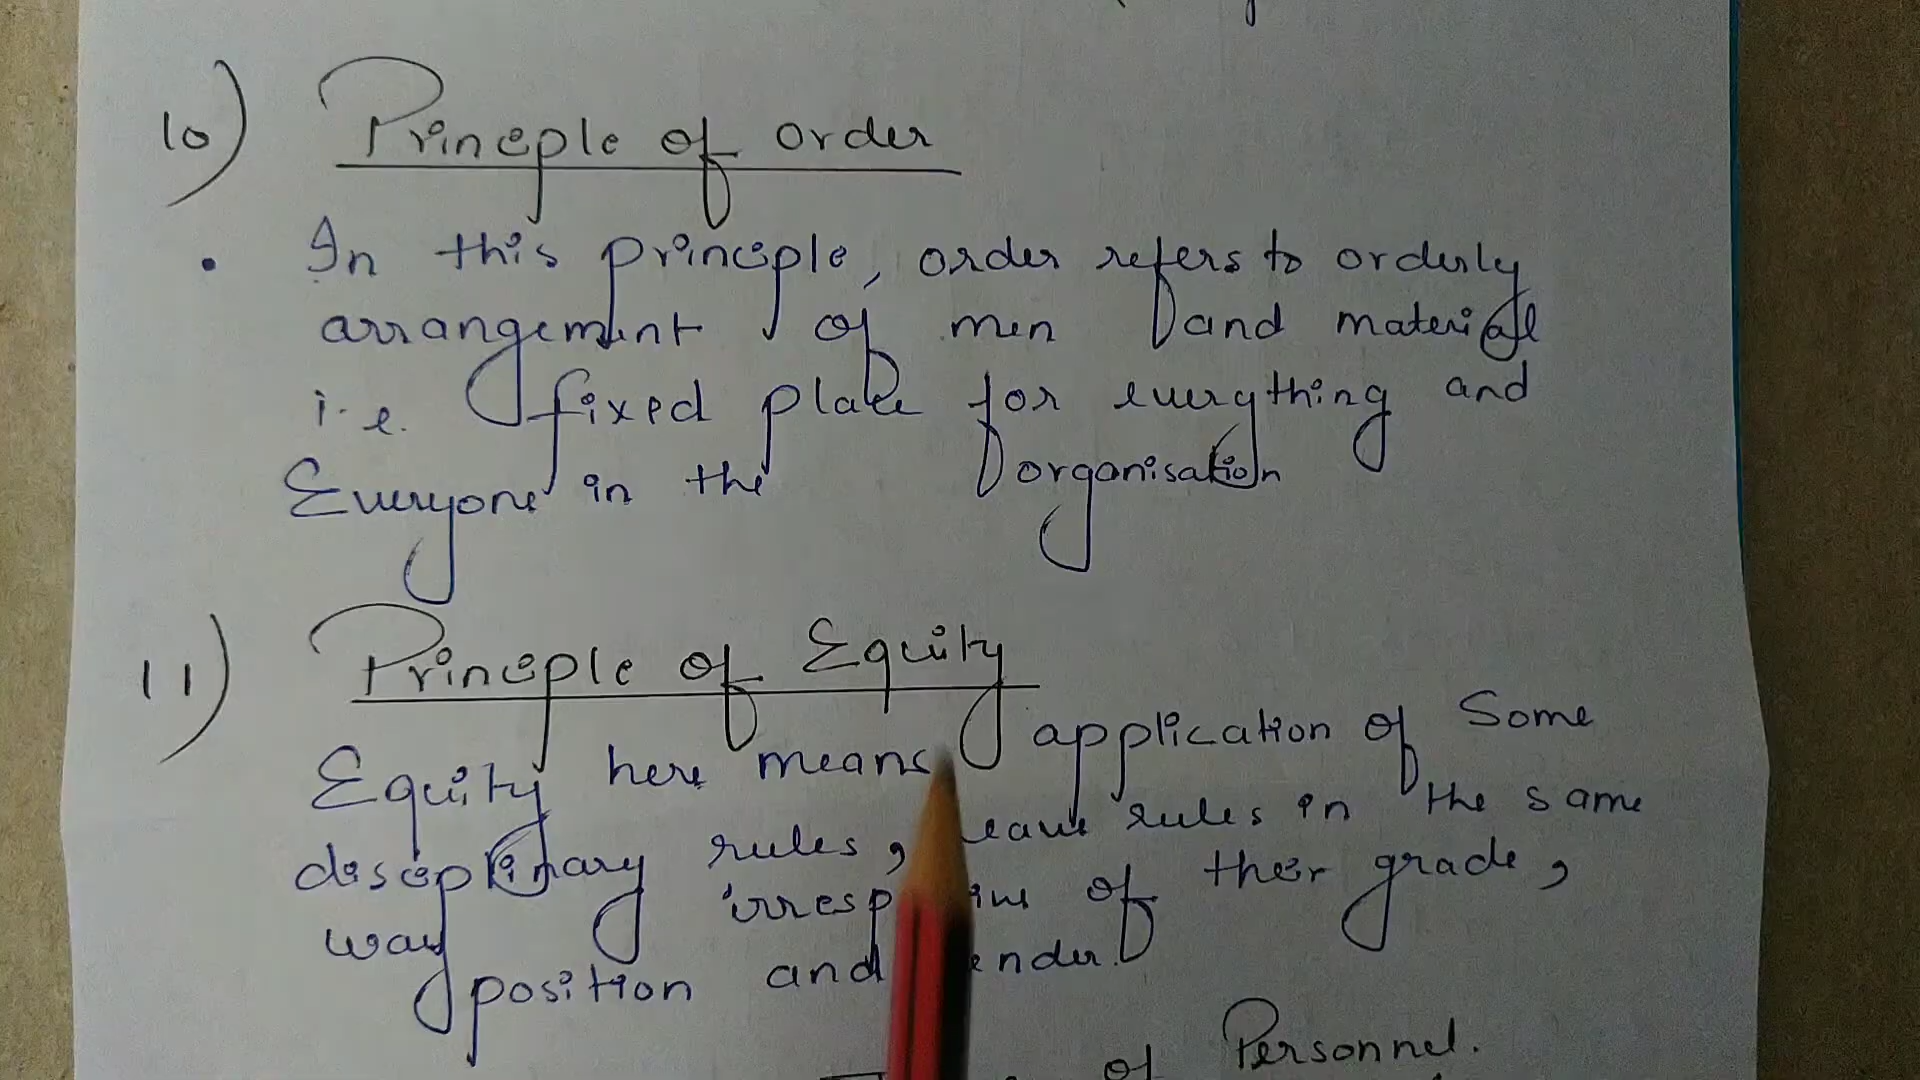 10) Principle of order
• In this principle, order refers to orderly
arrangement of men and material
i.e. fixed place for everything and
Everyone in the organisation
11) Principle of Equity
Equity here means application of Some
disciplinary rules, leave rules in the same
way irrespective of their grade,
position and gender.
of Personnel.